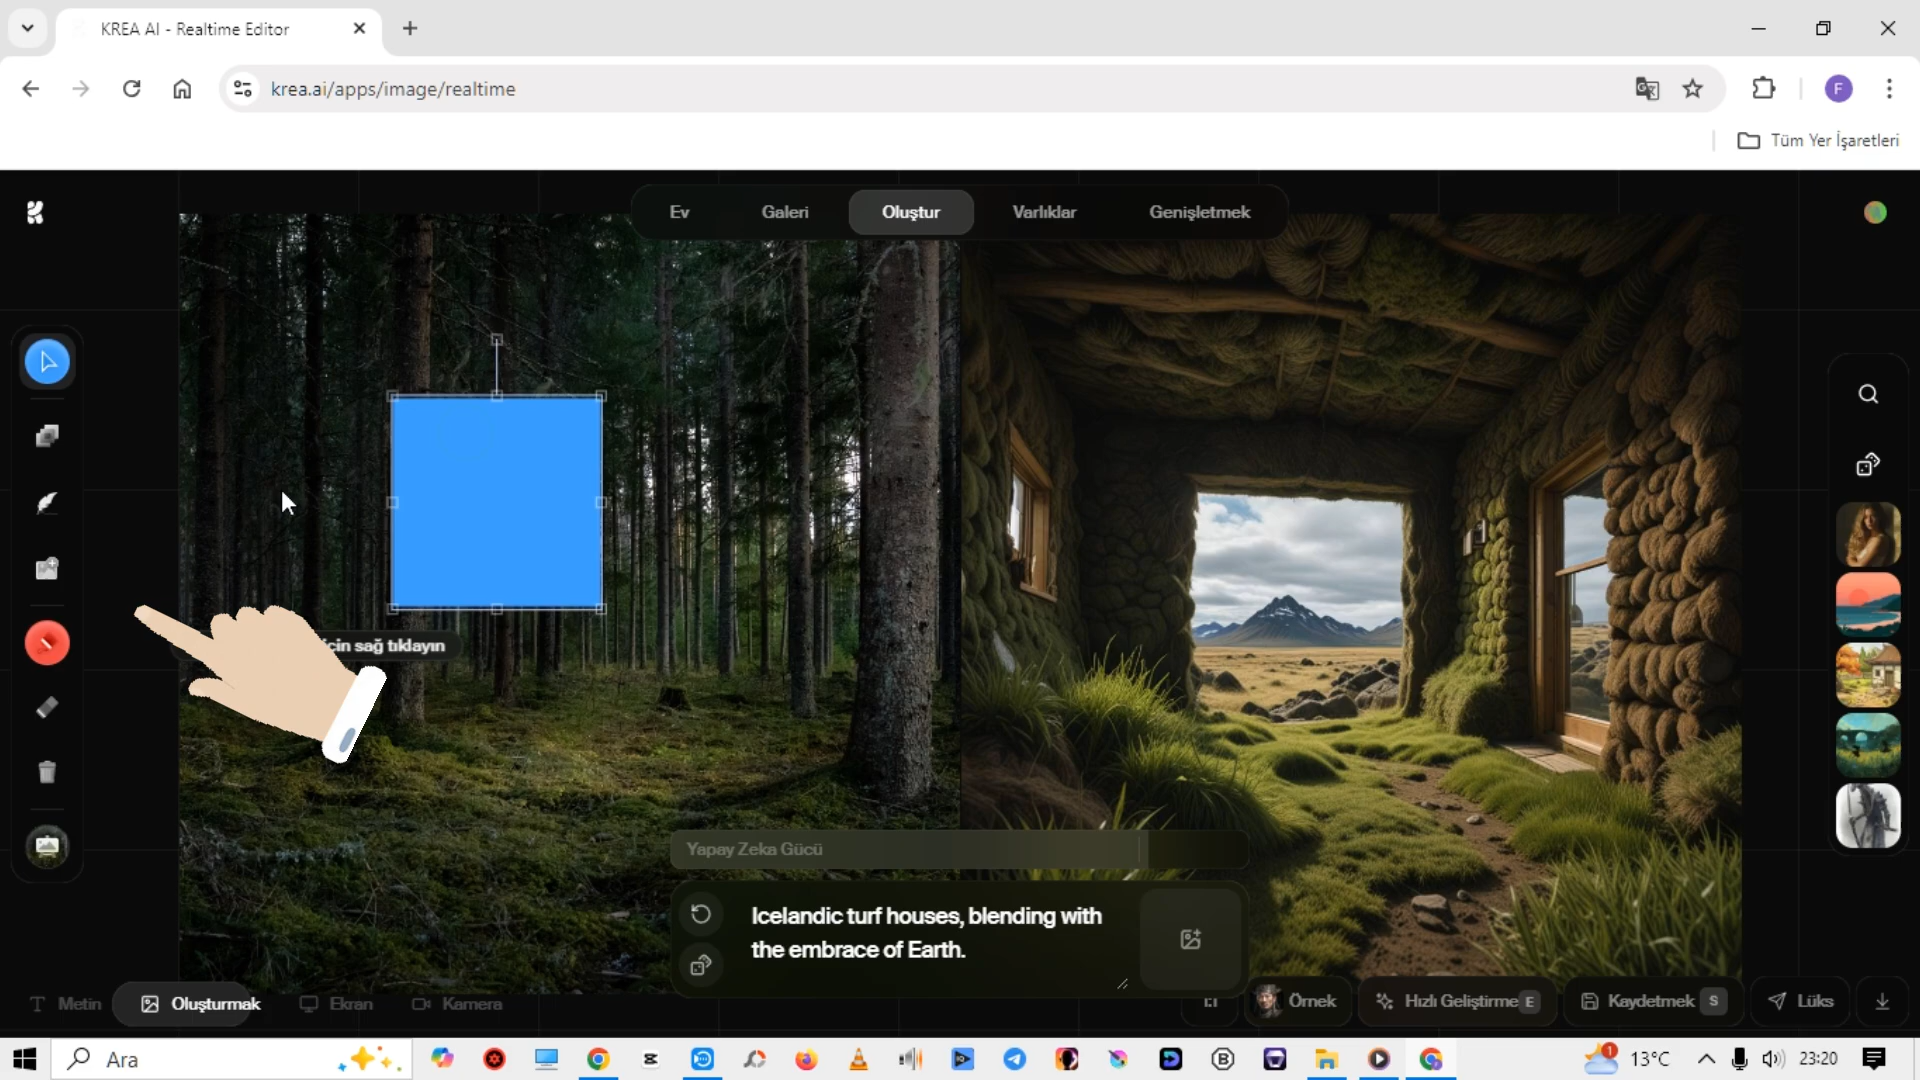 KREA AI - Realtime Editor
krea.ai/apps/image/realtime
F
Tüm Yer İşaretleri
Ev
Galeri
Oluştur
Varlıklar
Genişletmek
için sağ tıklayın
Yapay Zeka Gücü
Icelandic turf houses, blending with
the embrace of Earth.
Metin
Oluşturmak
Ekran
Kamera
Örnek
Hızlı Geliştirme E
Kaydetmek S
Lüks
Ara
1
13°C
23:20